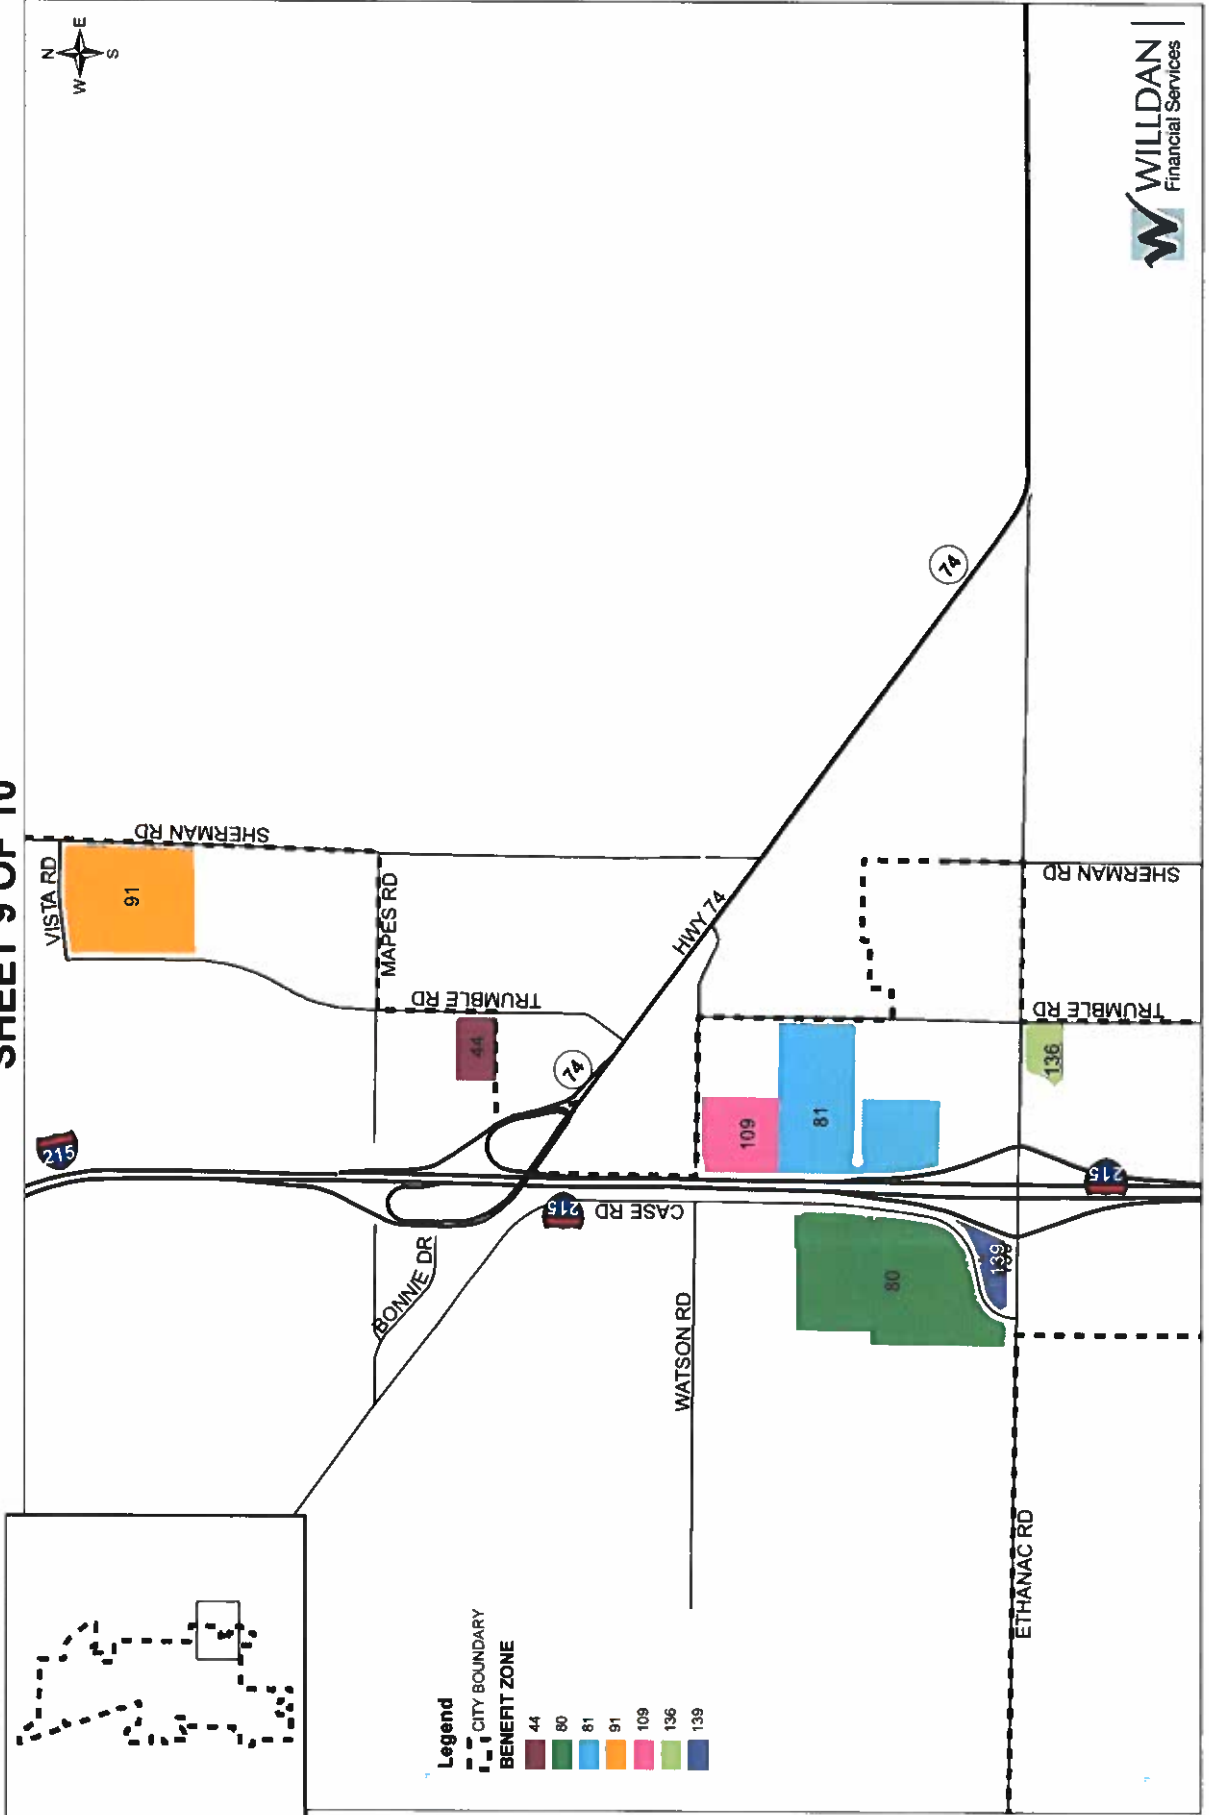 SHEET 9 OF 10
N
W
E
S
215
VISTA RD
SHERMAN RD
91
MAPES RD
TRUMBLE RD
44
74
BONNIE DR
215
CASE RD
HWY 74
74
WATSON RD
109
81
80
139
136
SHERMAN RD
TRUMBLE RD
215
ETHANAC RD
Legend
CITY BOUNDARY
BENEFIT ZONE
44
80
81
91
109
136
139
W WILLDAN
Financial Services